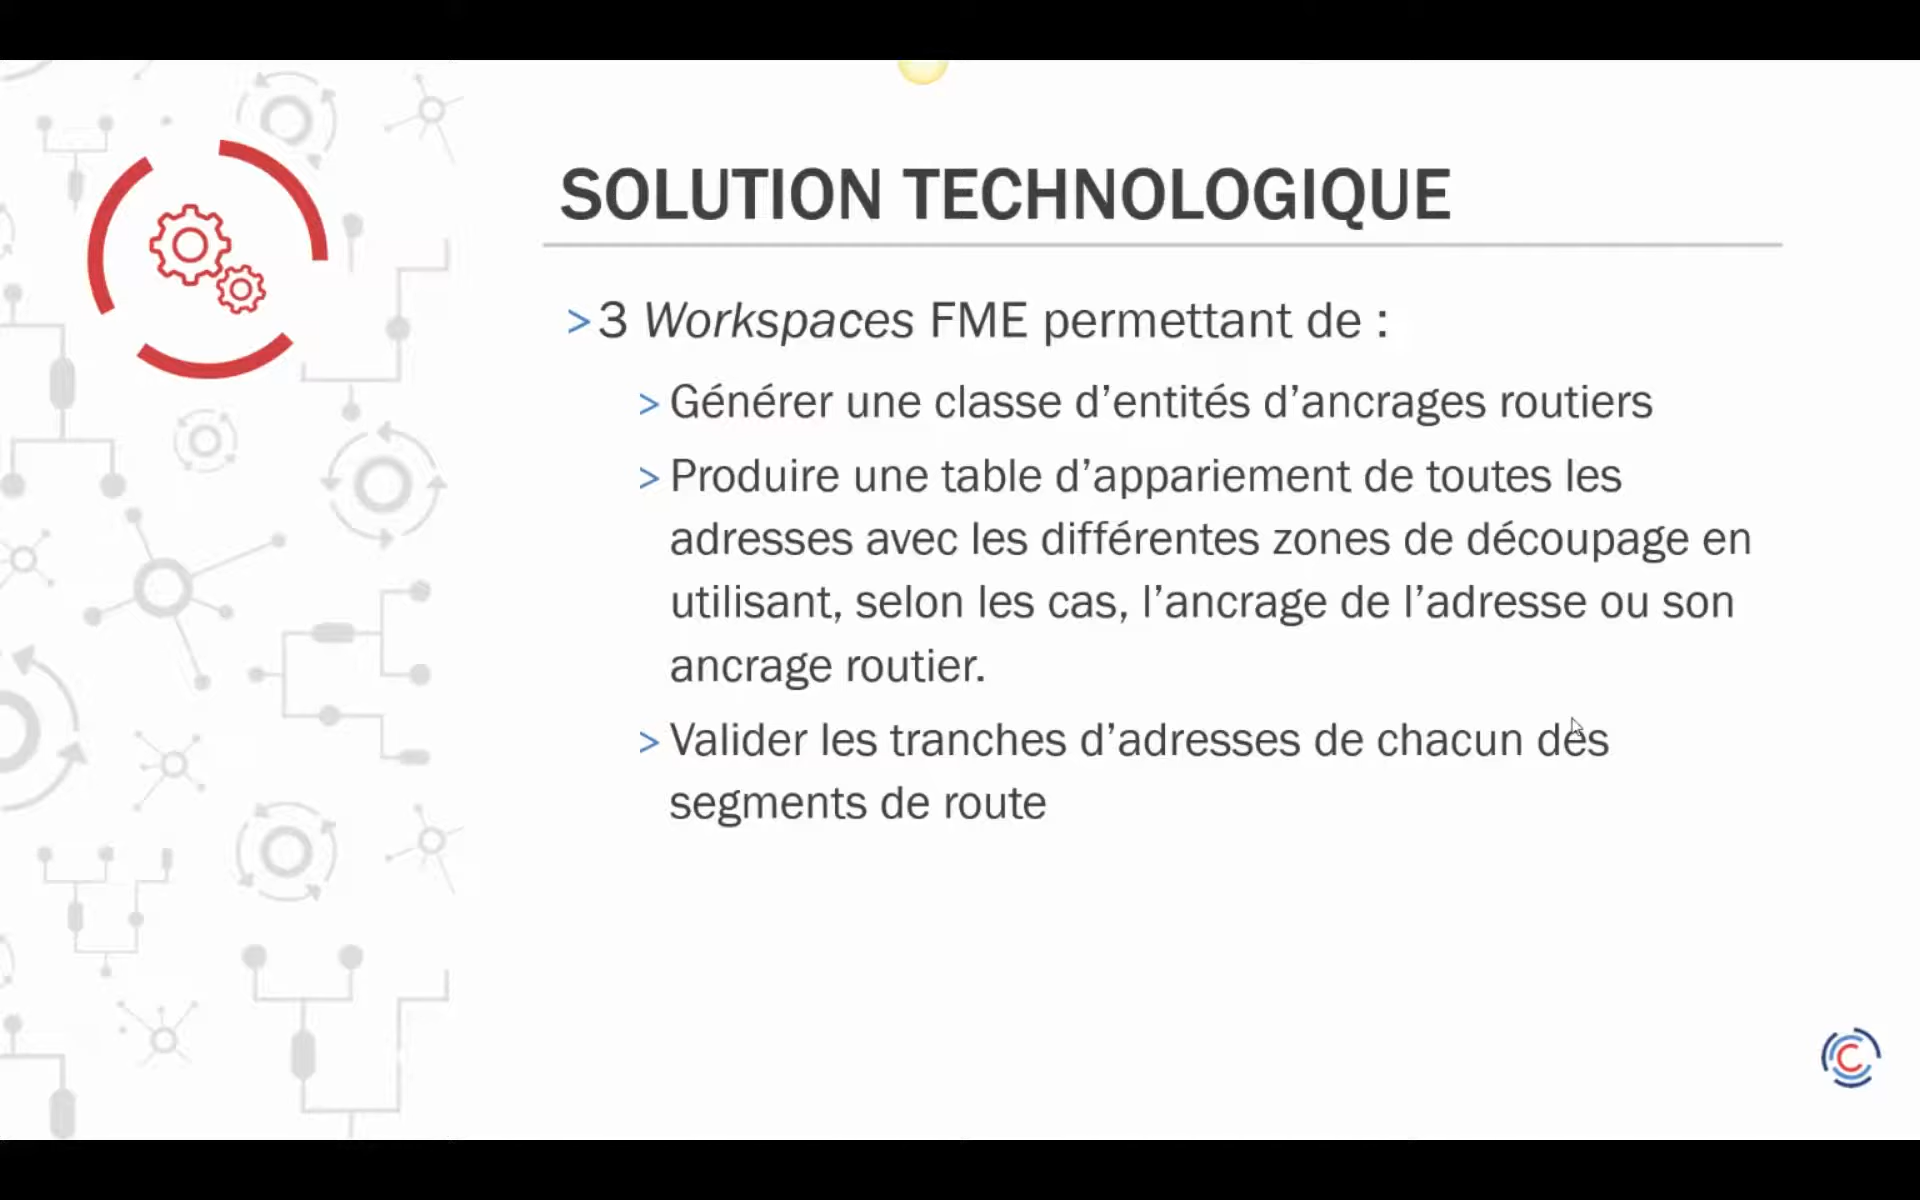 SOLUTION TECHNOLOGIQUE
> 3 Workspaces FME permettant de :
> Générer une classe d’entités d’ancrages routiers
> Produire une table d’appariement de toutes les
adresses avec les différentes zones de découpage en
utilisant, selon les cas, l’ancrage de l’adresse ou son
ancrage routier.
> Valider les tranches d’adresses de chacun des
segments de route
C